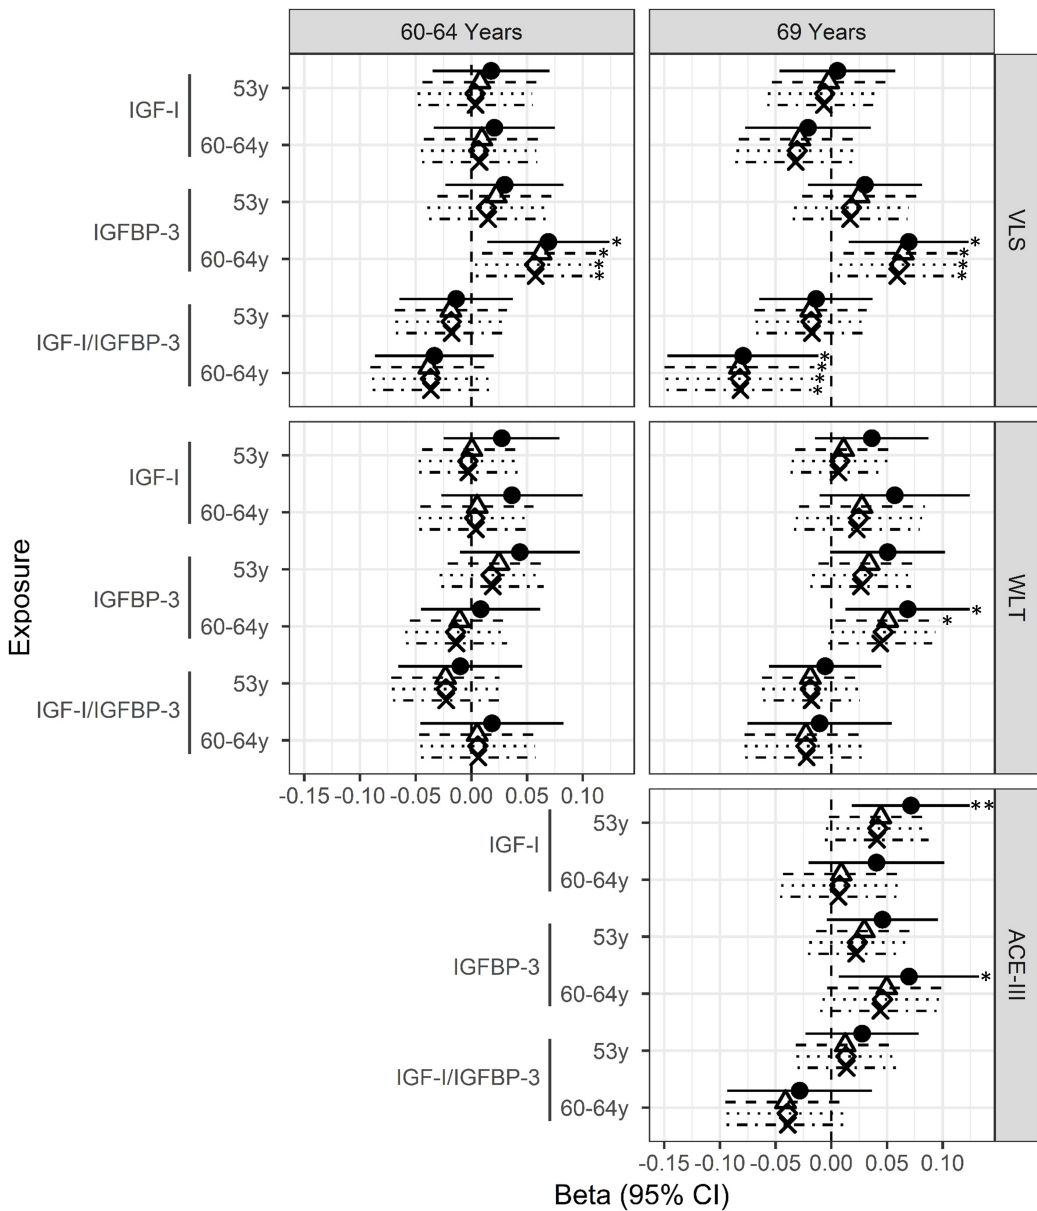 60-64 Years
69 Years
IGF-I
53y
60-64y
IGFBP-3
53y
60-64y
*
*
*
*
*
*
*
*
IGF-I/IGFBP-3
53y
60-64y
*
*
*
*
VLS
IGF-I
53y
60-64y
IGFBP-3
53y
60-64y
*
*
IGF-I/IGFBP-3
53y
60-64y
WLT
-0.15 -0.10 -0.05 0.00 0.05 0.10
IGF-I
53y
**
60-64y
IGFBP-3
53y
60-64y
*
IGF-I/IGFBP-3
53y
60-64y
ACE-III
-0.15 -0.10 -0.05 0.00 0.05 0.10
Exposure
Beta (95% CI)